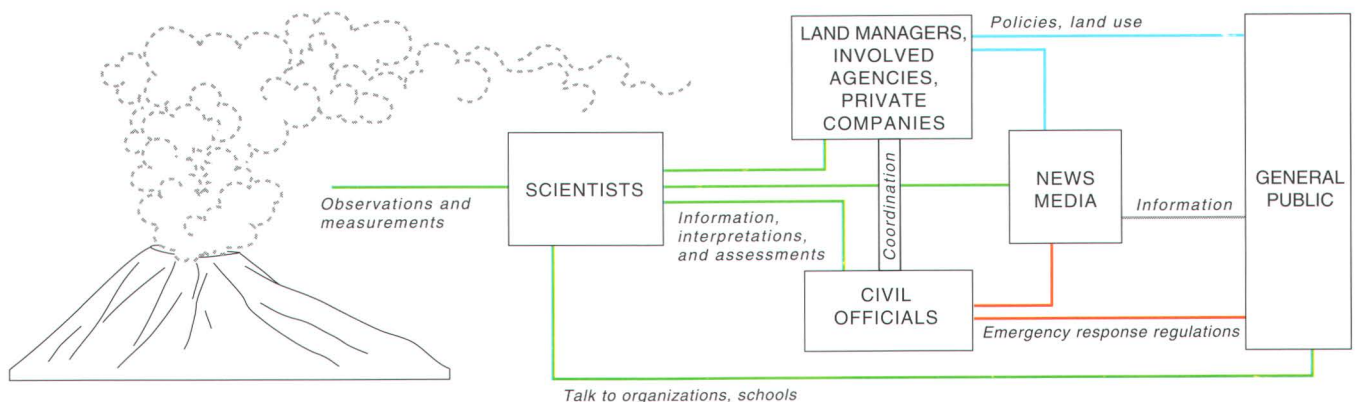 LAND MANAGERS,
INVOLVED
AGENCIES,
PRIVATE
COMPANIES
Policies, land use
SCIENTISTS
Observations and
measurements
Information,
interpretations,
and assessments
Coordination
NEWS
MEDIA
Information
GENERAL
PUBLIC
CIVIL
OFFICIALS
Emergency response regulations
Talk to organizations, schools